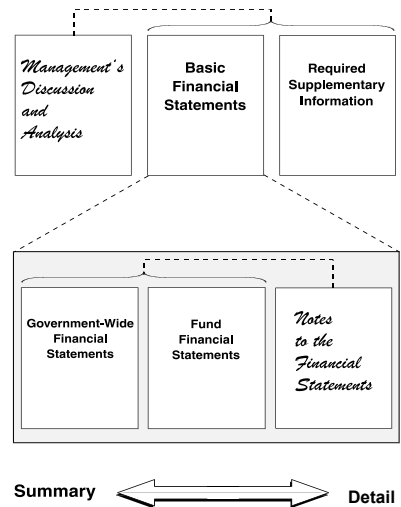 Management's
Discussion
and
Analysis
Basic
Financial
Statements
Required
Supplementary
Information
Government-Wide
Financial
Statements
Fund
Financial
Statements
Notes
to the
Financial
Statements
Summary
Detail